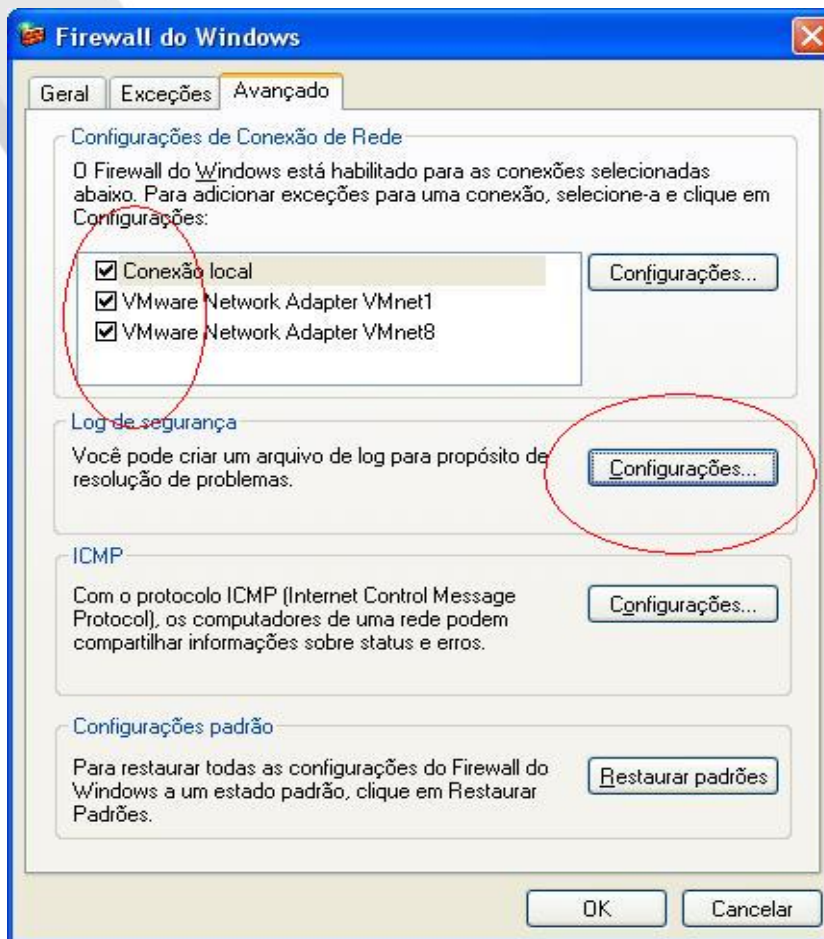 Firewall do Windows
Geral
Exceções
Avançado
Configurações de Conexão de Rede
O Firewall do Windows está habilitado para as conexões selecionadas
abaixo. Para adicionar exceções para uma conexão, selecione-a e clique em
Configurações:
Conexão local
VMware Network Adapter VMnet1
VMware Network Adapter VMnet8
Configurações...
Log de segurança
Você pode criar um arquivo de log para propósito de
resolução de problemas.
Configurações...
ICMP
Com o protocolo ICMP (Internet Control Message
Protocol), os computadores de uma rede podem
compartilhar informações sobre status e erros.
Configurações...
Configurações padrão
Para restaurar todas as configurações do Firewall do
Windows a um estado padrão, clique em Restaurar
Padrões.
Restaurar padrões
OK
Cancelar